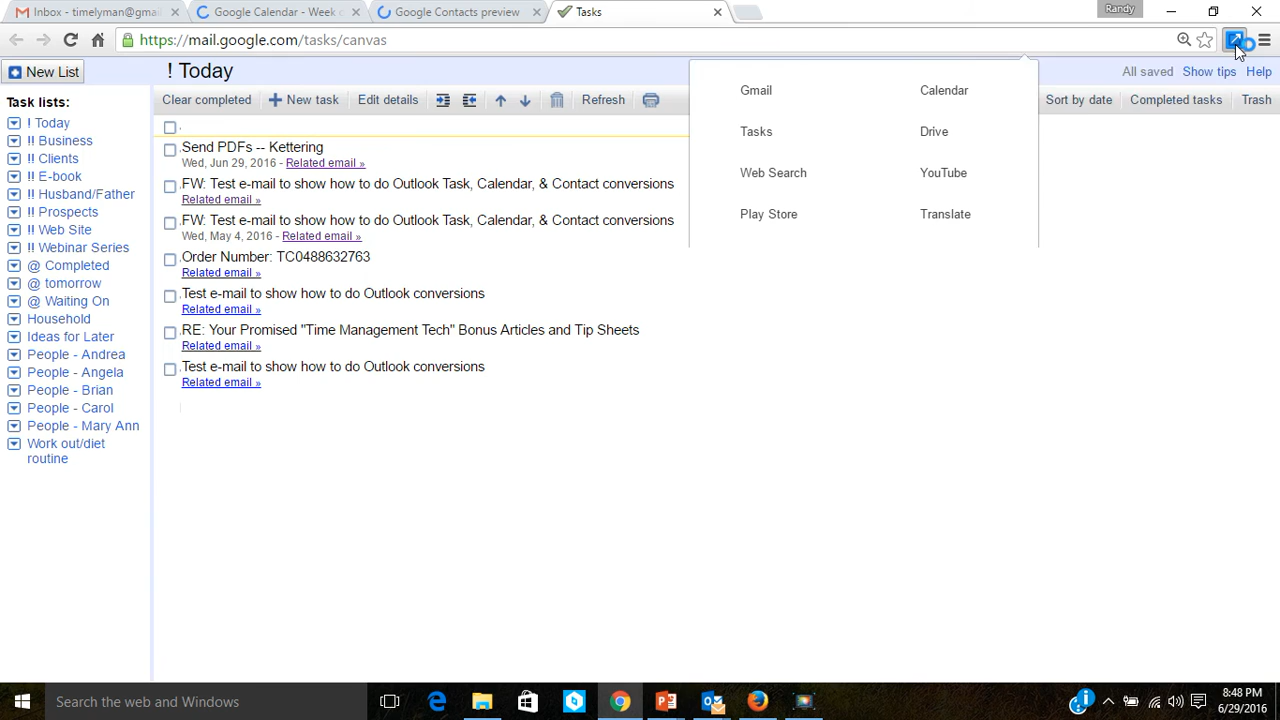 Inbox - timelyman@gmail
Google Calendar - Week o
Google Contacts preview
Tasks
Randy
https://mail.google.com/tasks/canvas
New List
! Today
All saved
Show tips
Help
Clear completed
New task
Edit details
Refresh
Sort by date
Completed tasks
Trash
Task lists:
! Today
!! Business
!! Clients
!! E-book
!! Husband/Father
!! Prospects
!! Web Site
!! Webinar Series
@ Completed
@ tomorrow
@ Waiting On
Household
Ideas for Later
People - Andrea
People - Angela
People - Brian
People - Carol
People - Mary Ann
Work out/diet
routine
Send PDFs -- Kettering
Wed, Jun 29, 2016 - Related email »
FW: Test e-mail to show how to do Outlook Task, Calendar, & Contact conversions
Related email »
FW: Test e-mail to show how to do Outlook Task, Calendar, & Contact conversions
Wed, May 4, 2016 - Related email »
Order Number: TC0488632763
Related email »
Test e-mail to show how to do Outlook conversions
Related email »
RE: Your Promised "Time Management Tech" Bonus Articles and Tip Sheets
Related email »
Test e-mail to show how to do Outlook conversions
Related email »
Gmail
Calendar
Tasks
Drive
Web Search
YouTube
Play Store
Translate
Search the web and Windows
8:48 PM
6/29/2016